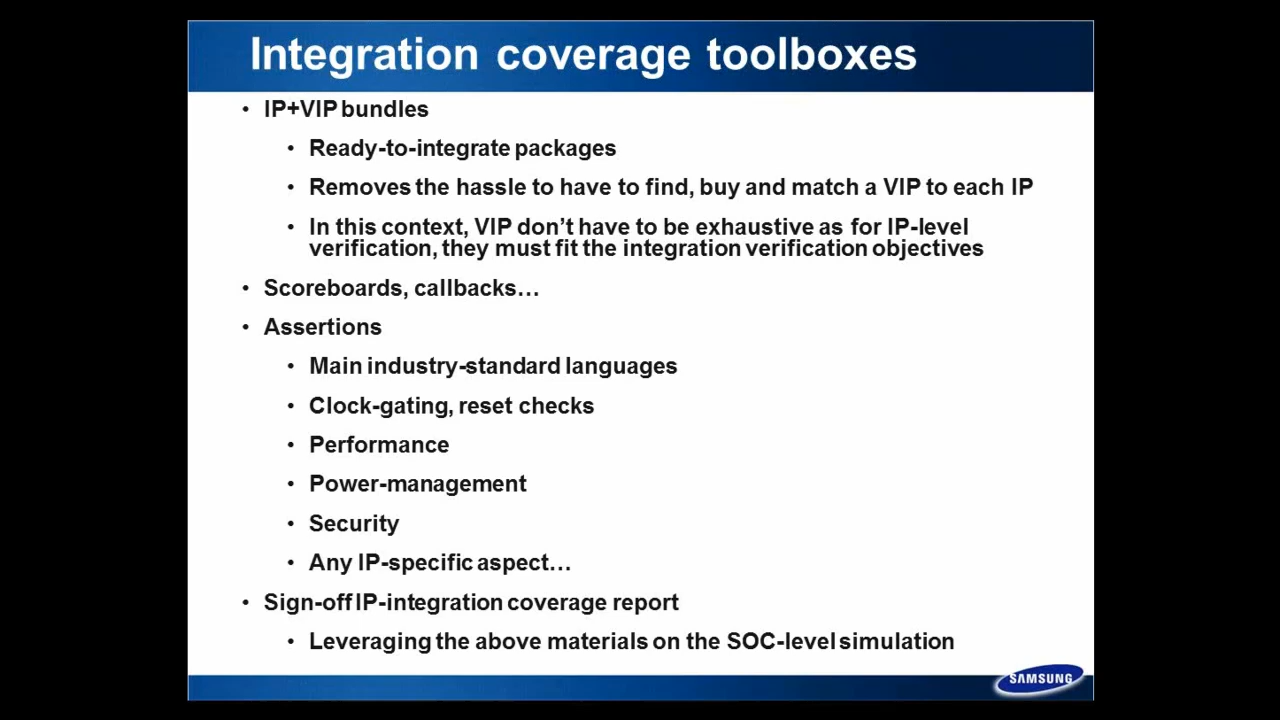 Integration coverage toolboxes
• IP+VIP bundles
• Ready-to-integrate packages
• Removes the hassle to have to find, buy and match a VIP to each IP
• In this context, VIP don’t have to be exhaustive as for IP-level
verification, they must fit the integration verification objectives
• Scoreboards, callbacks…
• Assertions
• Main industry-standard languages
• Clock-gating, reset checks
• Performance
• Power-management
• Security
• Any IP-specific aspect…
• Sign-off IP-integration coverage report
• Leveraging the above materials on the SOC-level simulation
SAMSUNG